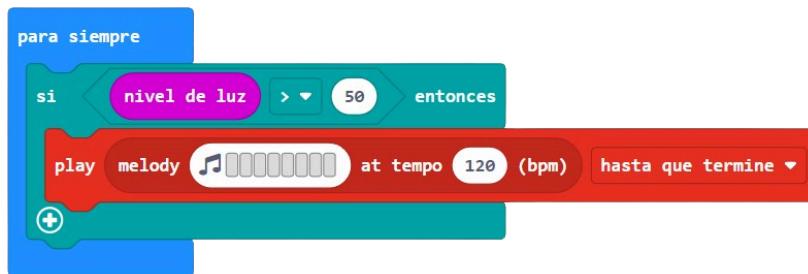 para siempre
si nivel de luz > 50 entonces
play melody at tempo 120 (bpm) hasta que termine